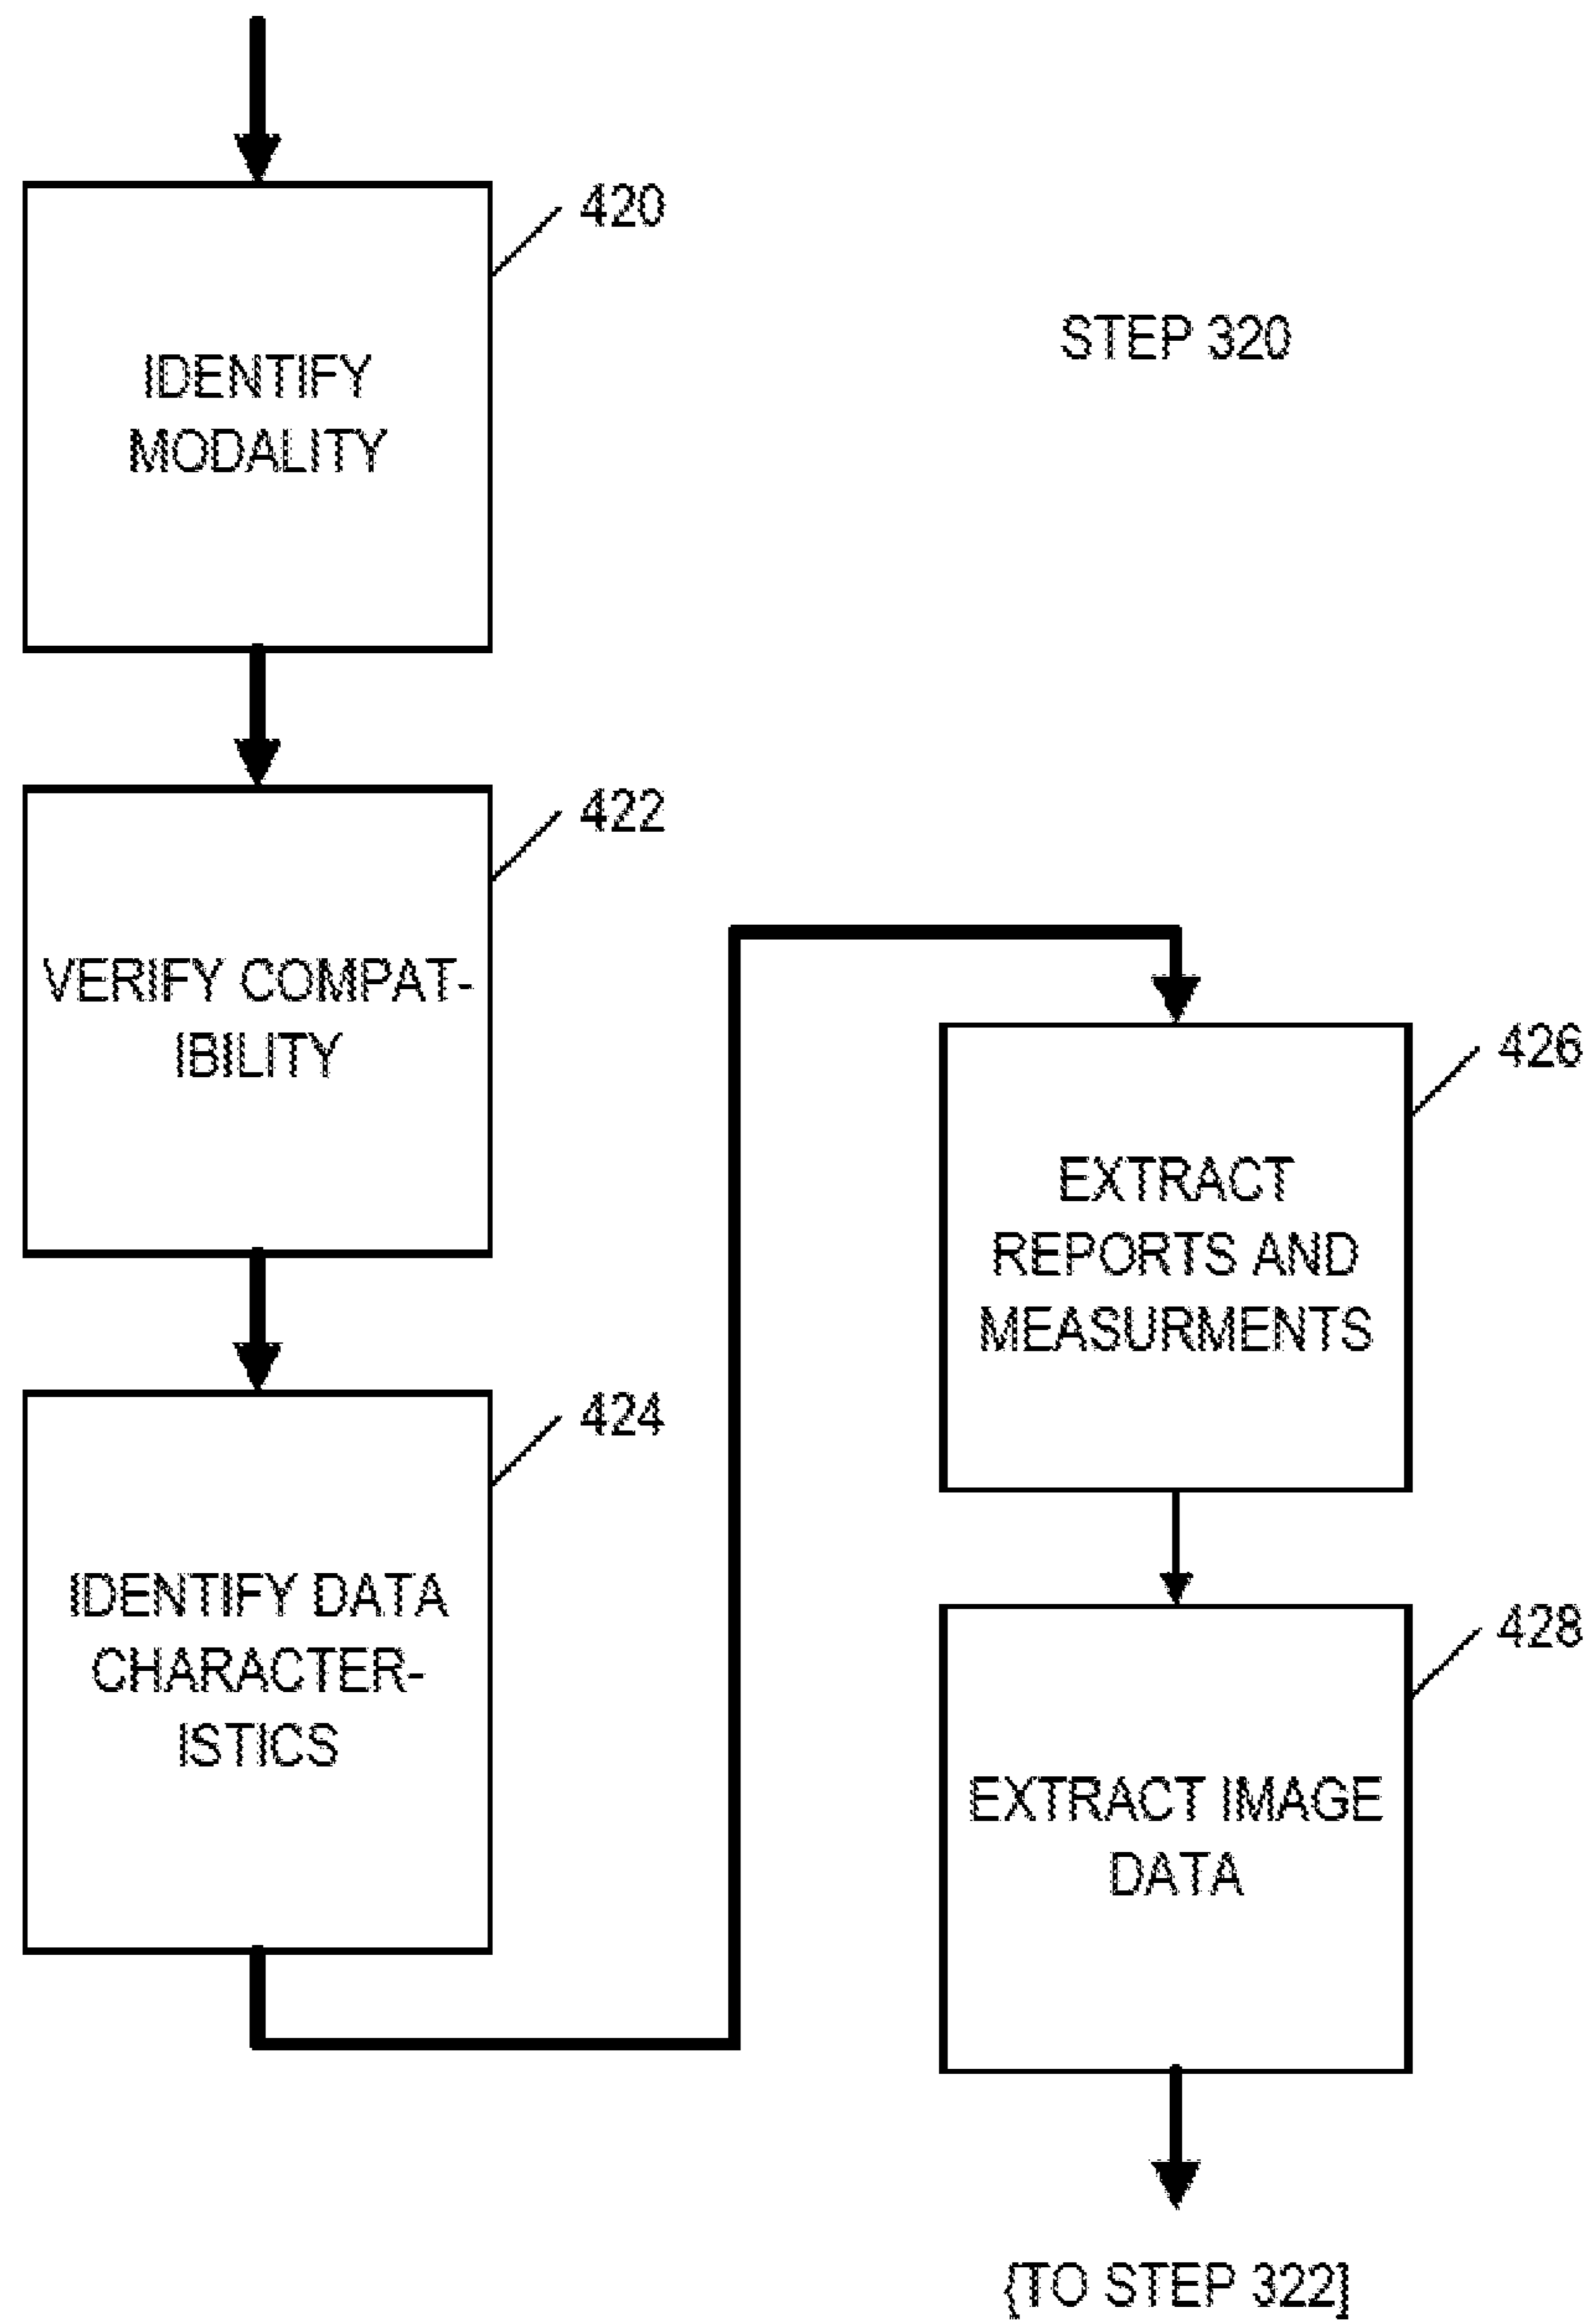 420
STEP 320
IDENTIFY
MODALITY
422
VERIFY COMPAT-
IBILITY
424
IDENTIFY DATA
CHARACTER-
ISTICS
426
EXTRACT
REPORTS AND
MEASURMENTS
428
EXTRACT IMAGE
DATA
{TO STEP 322]